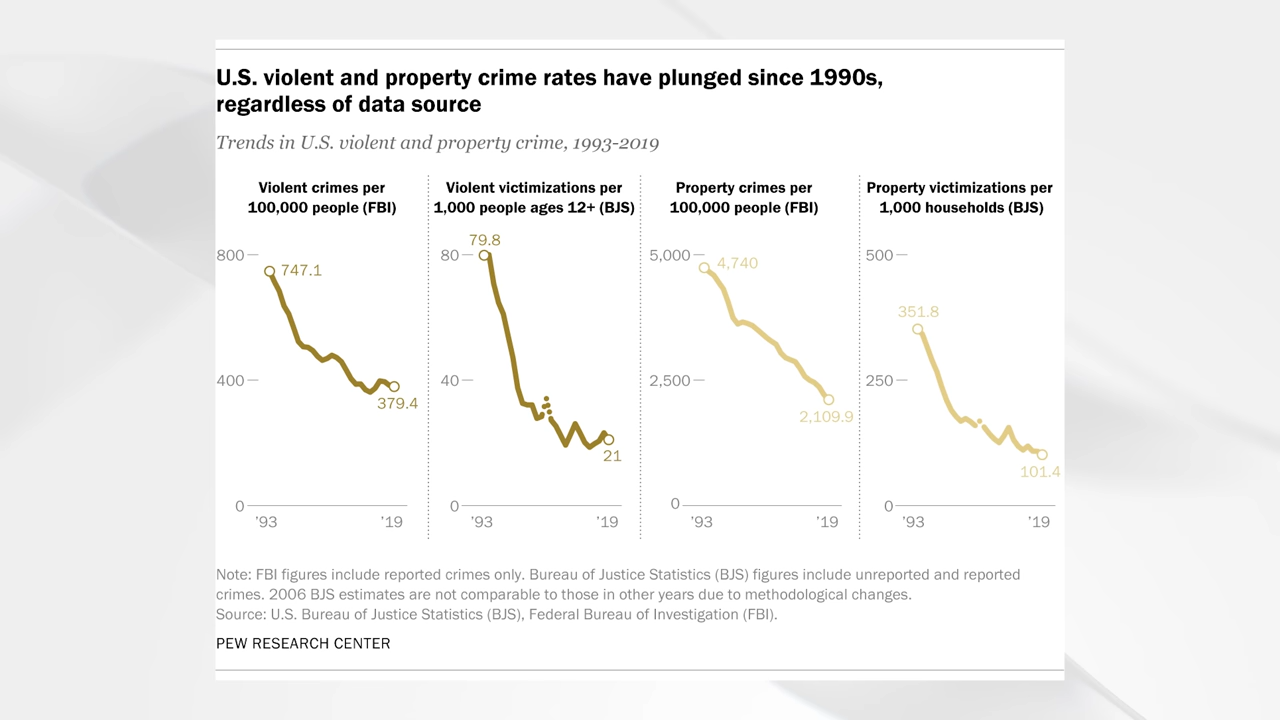 U.S. violent and property crime rates have plunged since 1990s,
regardless of data source
Trends in U.S. violent and property crime, 1993-2019
Violent crimes per
100,000 people (FBI)
800
747.1
400
379.4
0
’93
’19
Violent victimizations per
1,000 people ages 12+ (BJS)
79.8
80
40
21
0
’93
’19
Property crimes per
100,000 people (FBI)
5,000
4,740
2,500
2,109.9
0
’93
’19
Property victimizations per
1,000 households (BJS)
500
351.8
250
101.4
0
’93
’19
Note: FBI figures include reported crimes only. Bureau of Justice Statistics (BJS) figures include unreported and reported
crimes. 2006 BJS estimates are not comparable to those in other years due to methodological changes.
Source: U.S. Bureau of Justice Statistics (BJS), Federal Bureau of Investigation (FBI).
PEW RESEARCH CENTER